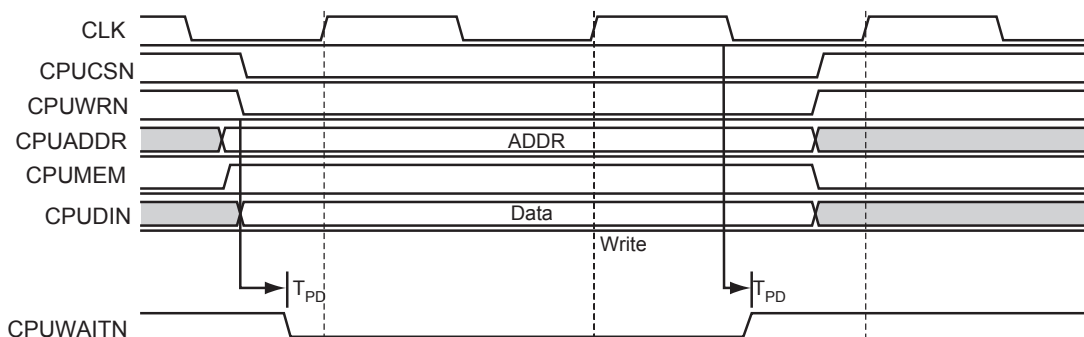 CLK
CPUCSN
CPUWRN
CPUADDR ADDR
CPUMEM
CPUDIN Data
Write
TPD TPD
CPUWAITN